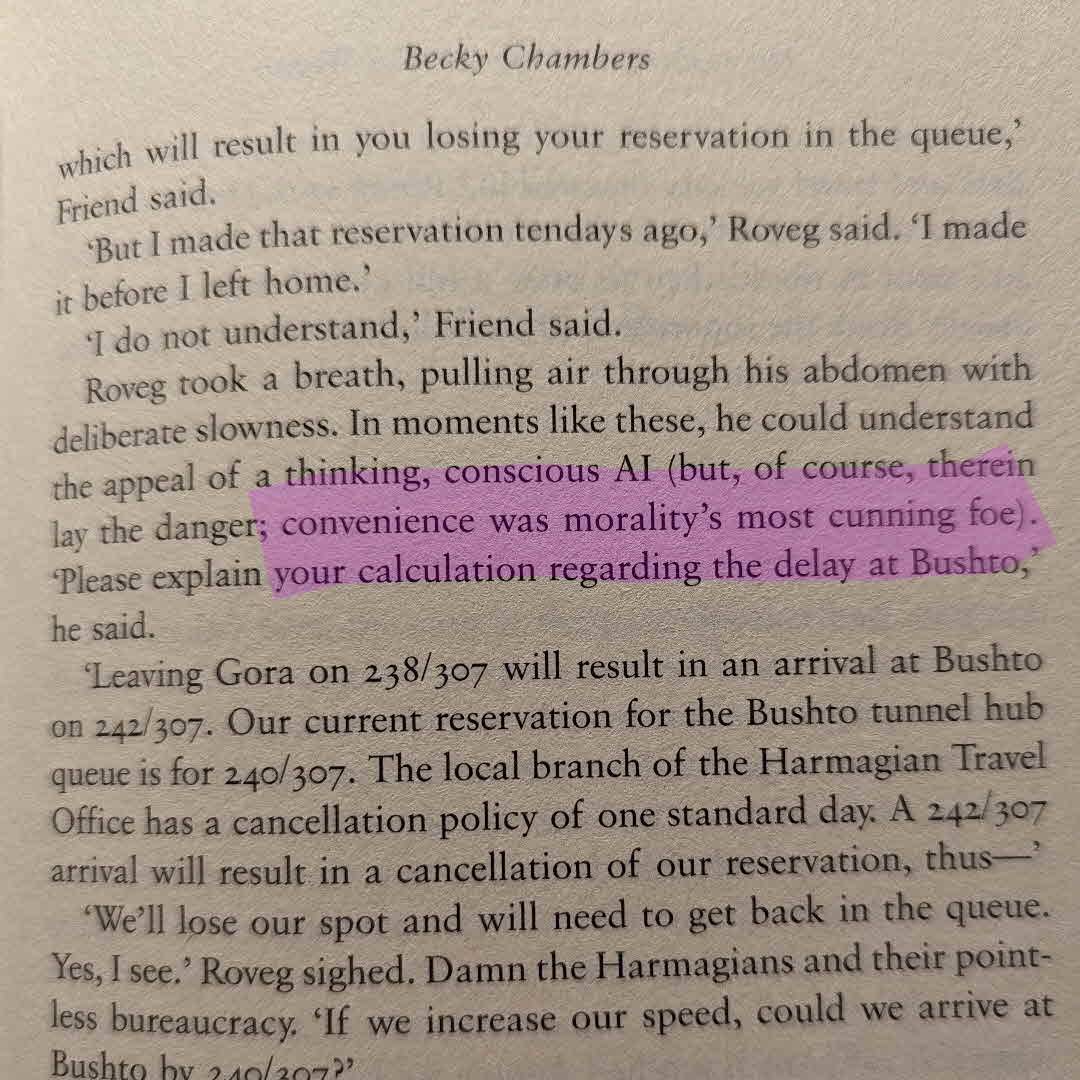 Becky Chambers
which will result in you losing your reservation in the queue,’
Friend said.
‘But I made that reservation tendays ago,’ Roveg said. ‘I made
it before I left home.’
‘I do not understand,’ Friend said.
Roveg took a breath, pulling air through his abdomen with
deliberate slowness. In moments like these, he could understand
the appeal of a thinking, conscious AI (but, of course, therein
lay the danger; convenience was morality’s most cunning foe).
‘Please explain your calculation regarding the delay at Bushto,’
he said.
‘Leaving Gora on 238/307 will result in an arrival at Bushto
on 242/307. Our current reservation for the Bushto tunnel hub
queue is for 240/307. The local branch of the Harmagian Travel
Office has a cancellation policy of one standard day. A 242/307
arrival will result in a cancellation of our reservation, thus—’
‘We’ll lose our spot and will need to get back in the queue.
Yes, I see.’ Roveg sighed. Damn the Harmagians and their point-
less bureaucracy. ‘If we increase our speed, could we arrive at
Bushto by 240/307?’